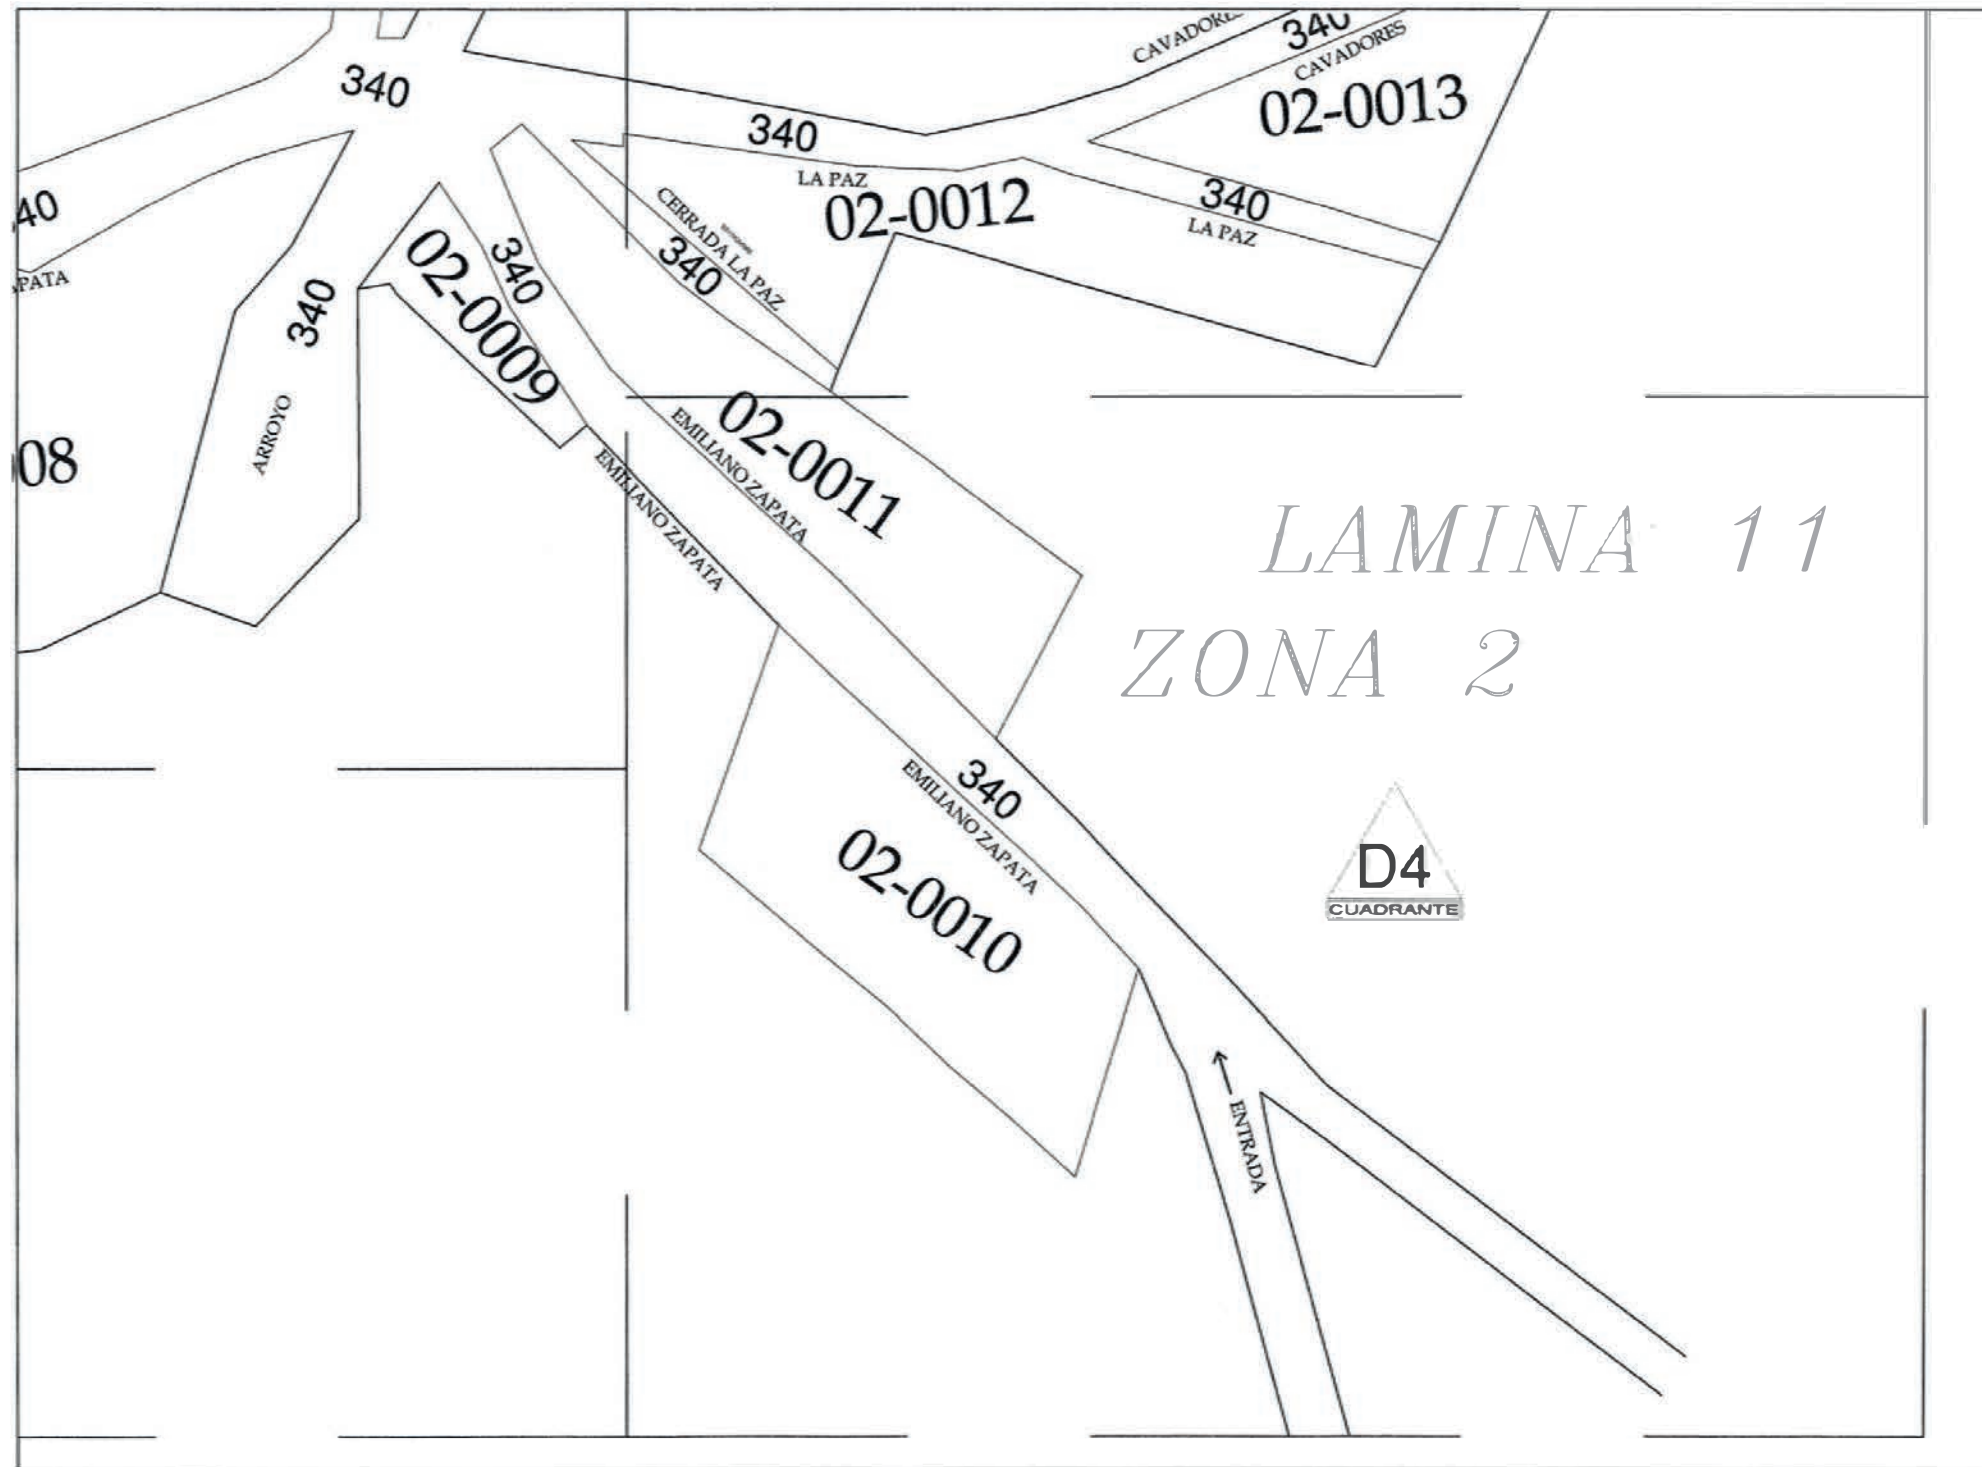 CAVADORES
340
CAVADORES
340
02-0013
340
LA PAZ
02-0012
340
LA PAZ
40
CERRADA LA PAZ
340
340
02-0009
340
ARROYO
08
02-0011
EMILIANO ZAPATA
EMILIANO ZAPATA
LAMINA 11
ZONA 2
340
EMILIANO ZAPATA
02-0010
D4
CUADRANTE
ENTRADA